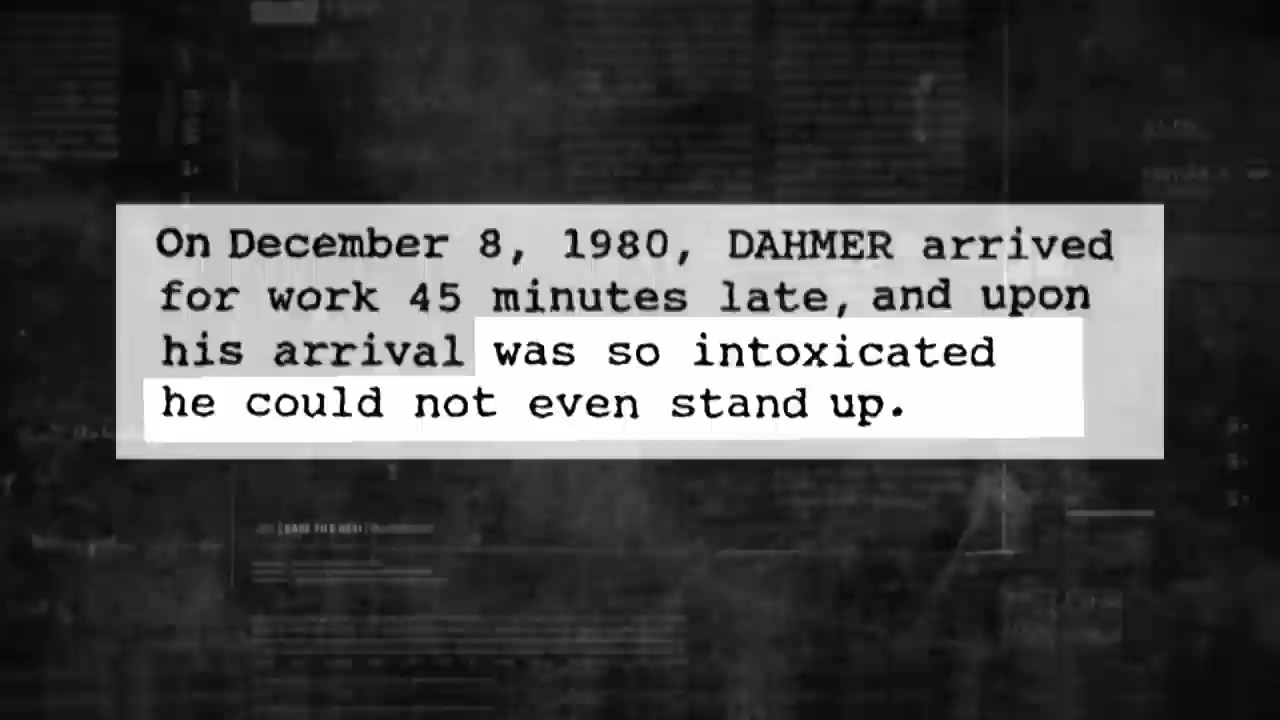 On December 8, 1980, DAHMER arrived
for work 45 minutes late, and upon
his arrival was so intoxicated
he could not even stand up.